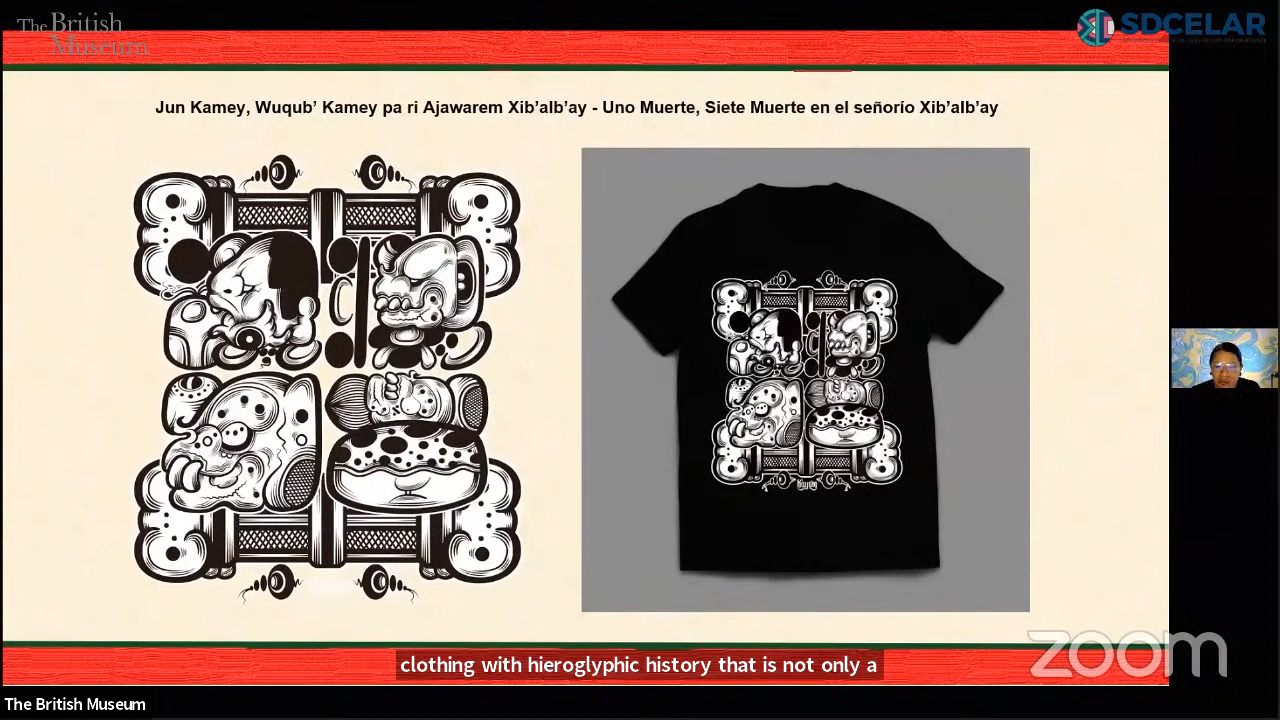 The British
Museum
SDCELAR
Jun Kamey, Wuqub’ Kamey pa ri Ajawarem Xib’alb’ay - Uno Muerte, Siete Muerte en el señorío Xib’alb’ay
zoom
clothing with hieroglyphic history that is not only a
The British Museum